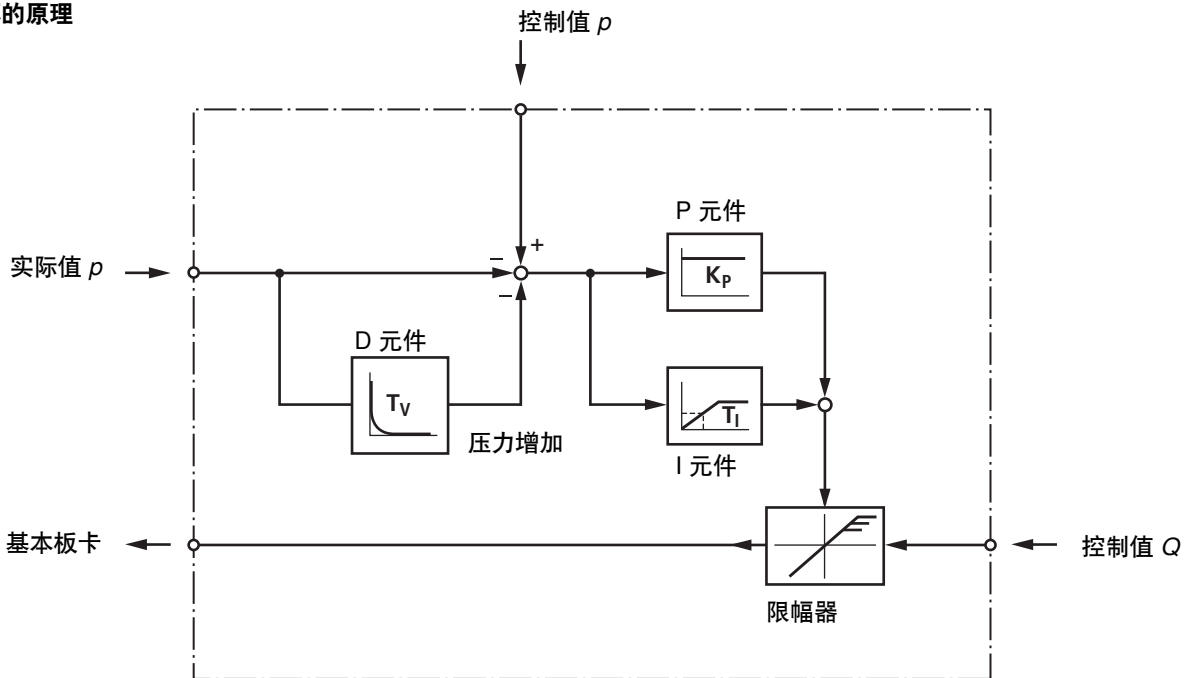 的原理
控制值 p
+
−
−
实际值 p
P 元件
K_P
D 元件
T_V
压力增加
T_I
I 元件
基本板卡
控制值 Q
限幅器